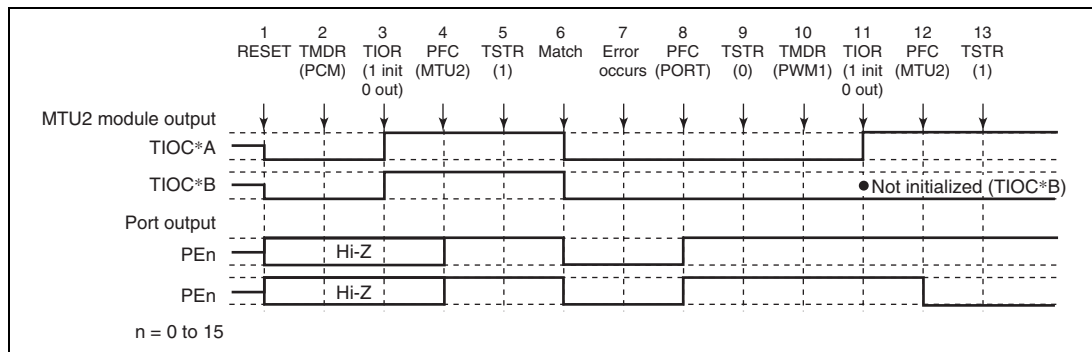 1 2 3 4 5 6 7 8 9 10 11 12 13
RESET TMDR TIOR PFC TSTR Match Error PFC TSTR TMDR TIOR PFC TSTR
(PCM) (1 init (MTU2) (1) occurs (PORT) (0) (PWM1) (1 init (MTU2) (1)
0 out) 0 out)
MTU2 module output
TIOC*A
TIOC*B
●Not initialized (TIOC*B)
Port output
PEn
Hi-Z
PEn
Hi-Z
n = 0 to 15